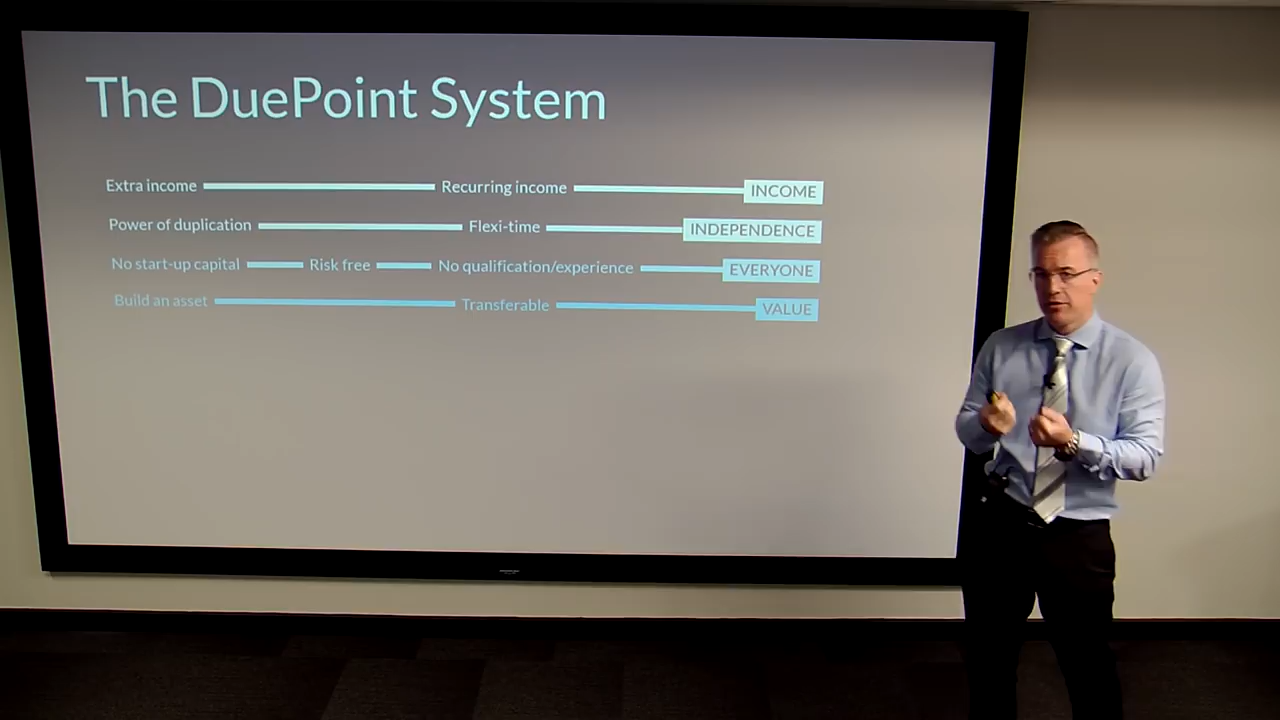 The DuePoint System
Extra income Recurring income INCOME
Power of duplication Flexi-time INDEPENDENCE
No start-up capital Risk free No qualification/experience EVERYONE
Build an asset Transferable VALUE